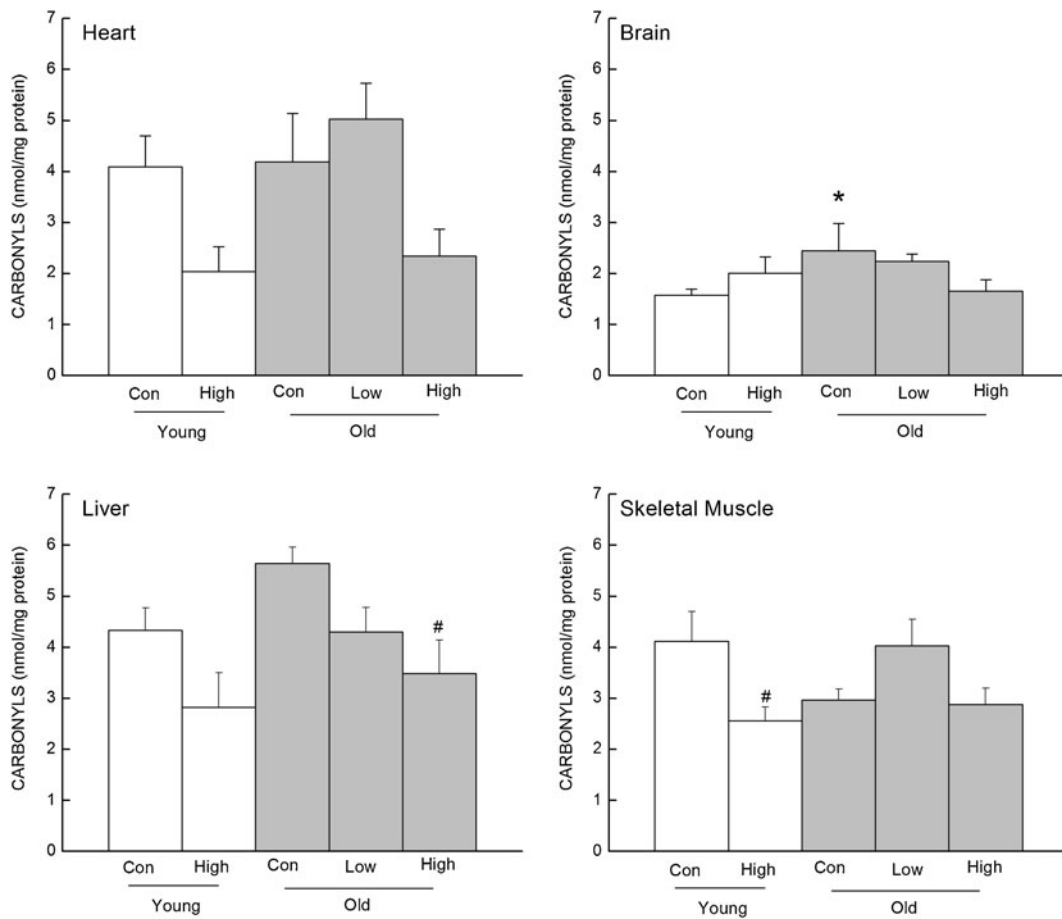 Heart
CARBONYLS (nmol/mg protein)
7
6
5
4
3
2
1
0
Con High Con Low High
Young Old
Brain
CARBONYLS (nmol/mg protein)
7
6
5
4
3
2
1
0
*
Con High Con Low High
Young Old
Liver
CARBONYLS (nmol/mg protein)
7
6
5
4
3
2
1
0
#
Con High Con Low High
Young Old
Skeletal Muscle
CARBONYLS (nmol/mg protein)
7
6
5
4
3
2
1
0
#
Con High Con Low High
Young Old